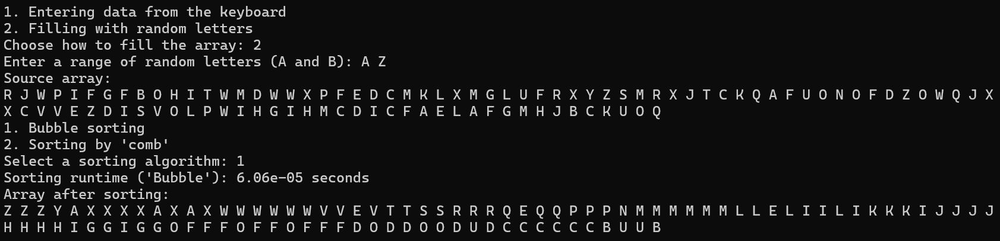 1. Entering data from the keyboard
2. Filling with random letters
Choose how to fill the array: 2
Enter a range of random letters (A and B): A Z
Source array:
R J W P I F G F B O H I T W M D W W X P F E D C M K L X M G L U F R X Y Z S M R X J T C K Q A F U O N O F D Z O W Q J X
X C V V E Z D I S V O L P W I H G I H M C D I C F A E L A F G M H J B C K U O Q
1. Bubble sorting
2. Sorting by 'comb'
Select a sorting algorithm: 1
Sorting runtime ('Bubble'): 6.06e-05 seconds
Array after sorting:
Z Z Z Y A X X X X A X A X W W W W W W V V E V T T S S R R R Q E Q Q P P P N M M M M M M L L E L I I L I K K K I J J J J
H H H H I G G I G G O F F F O F F O F F F D O D D O O D U D C C C C C C B U U B